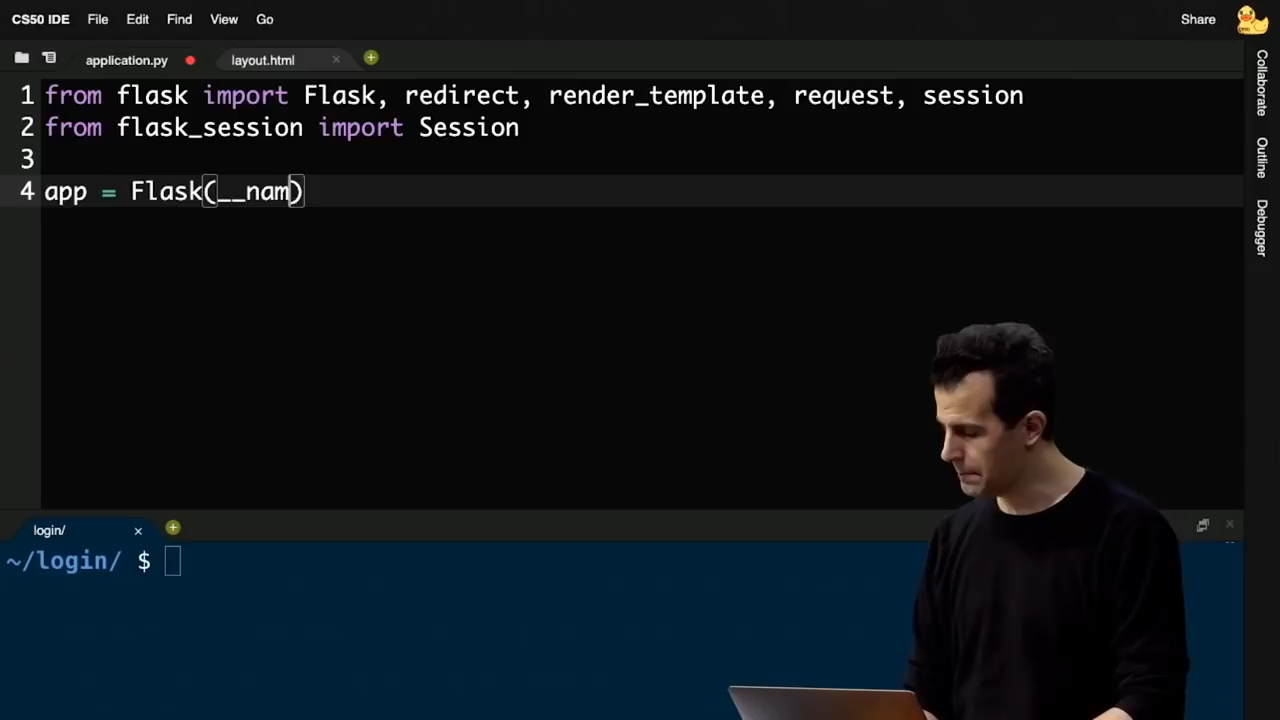 CS50 IDE File Edit Find View Go Share
application.py layout.html
1 from flask import Flask, redirect, render_template, request, session
2 from flask_session import Session
3
4 app = Flask(__nam)
Collaborate
Outline
Debugger
login/
~/login/ $